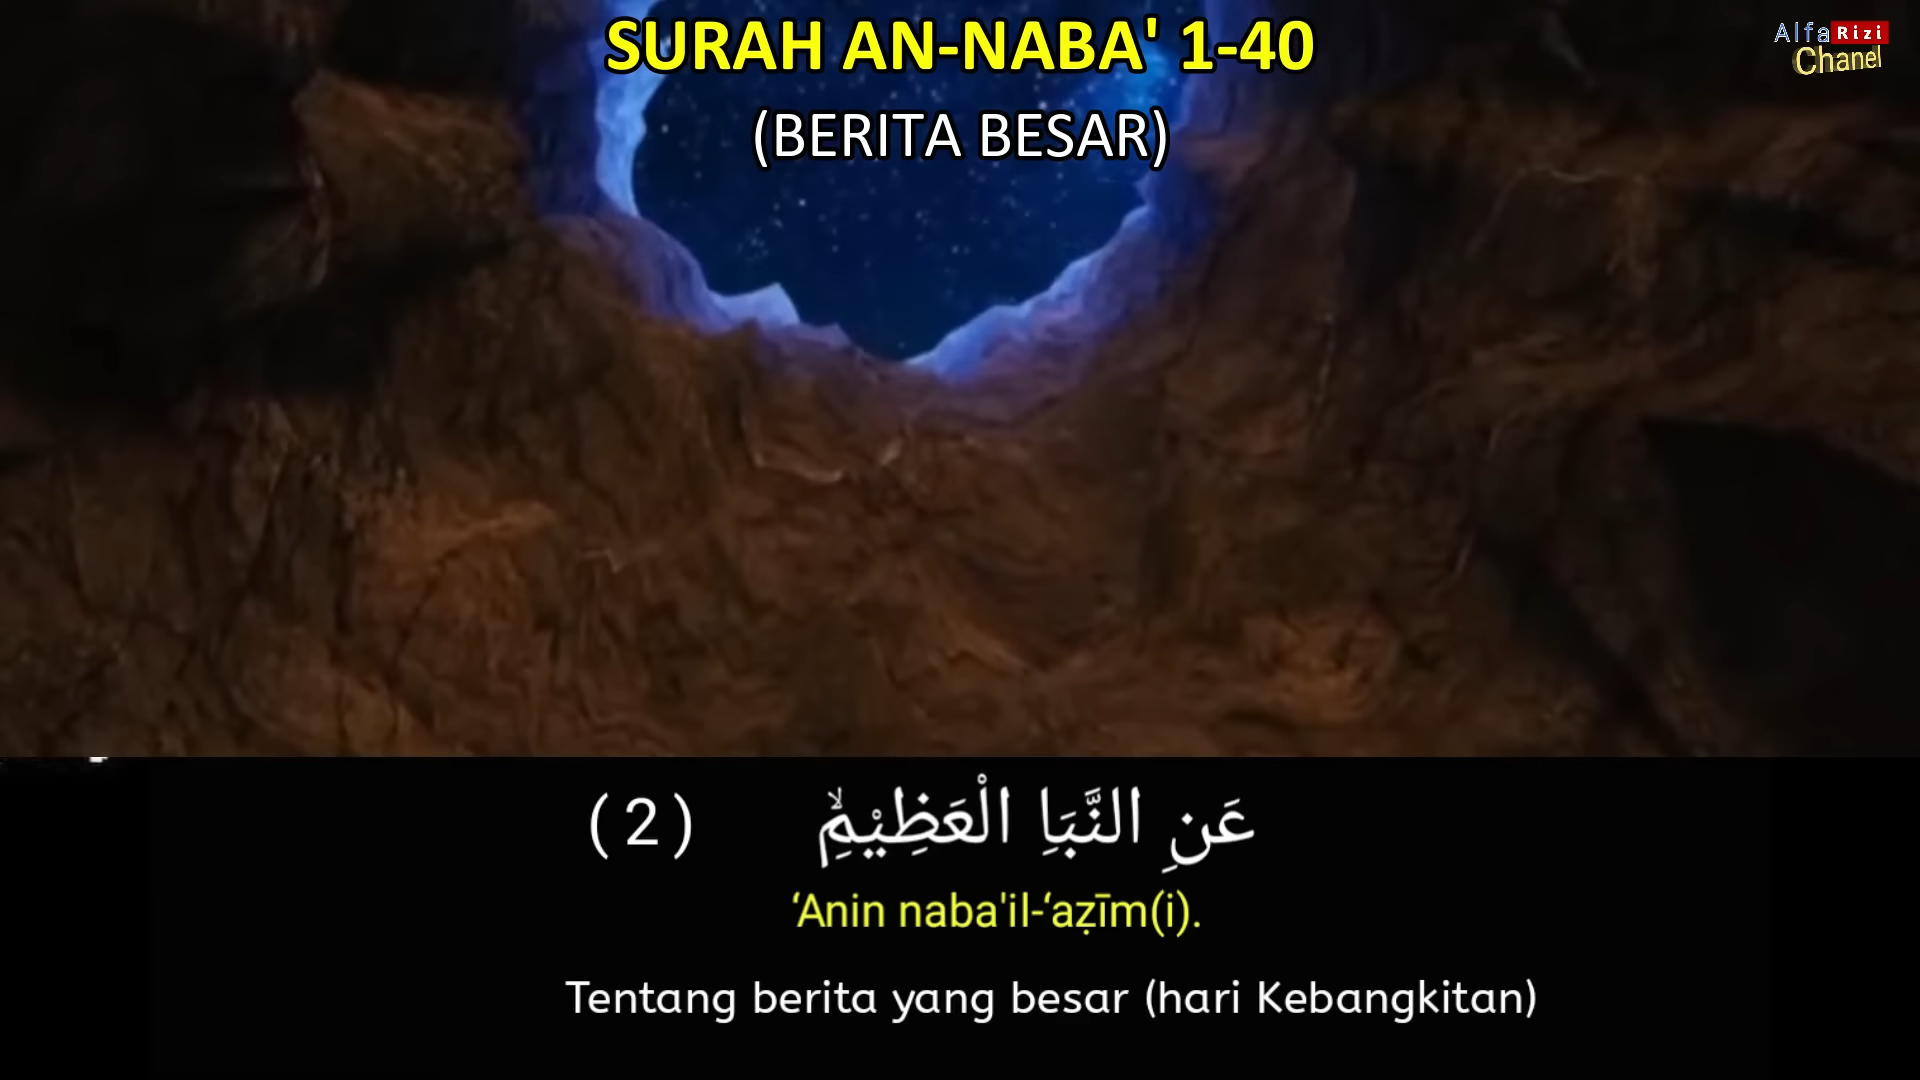 SURAH AN-NABA' 1-40
(BERITA BESAR)
Alfa Rizi
Chanel
عَنِ النَّبَاِ الْعَظِيْمِۙ (2)
‘Anin naba'il-‘aẓīm(i).
Tentang berita yang besar (hari Kebangkitan)